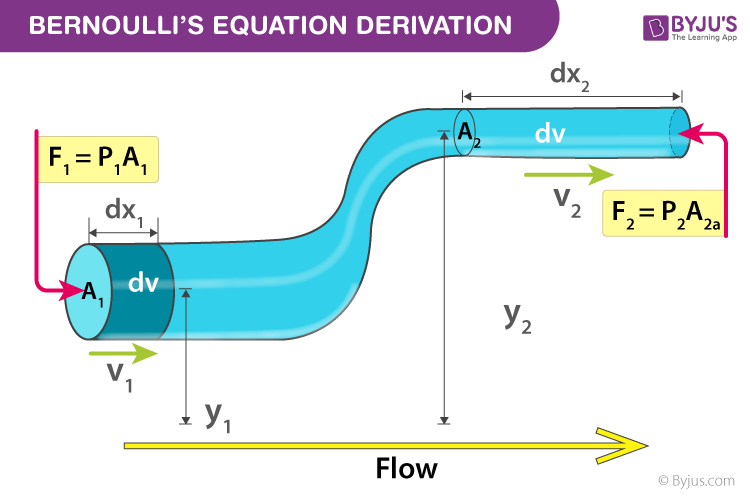 BERNOULLI'S EQUATION DERIVATION
BYJU'S
The Learning App
dx₂
A₂
dv
F₁ = P₁A₁
v₂
F₂ = P₂A₂ₐ
dx₁
A₁
dv
y₂
v₁
y₁
Flow
© Byjus.com